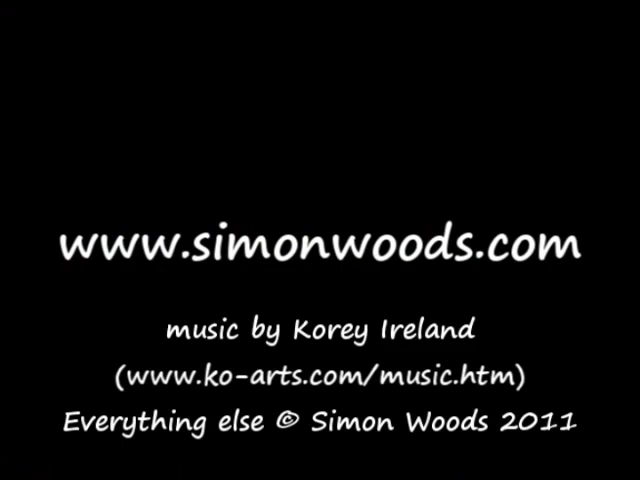 www.simonwoods.com
music by Korey Ireland
(www.ko-arts.com/music.htm)
Everything else © Simon Woods 2011